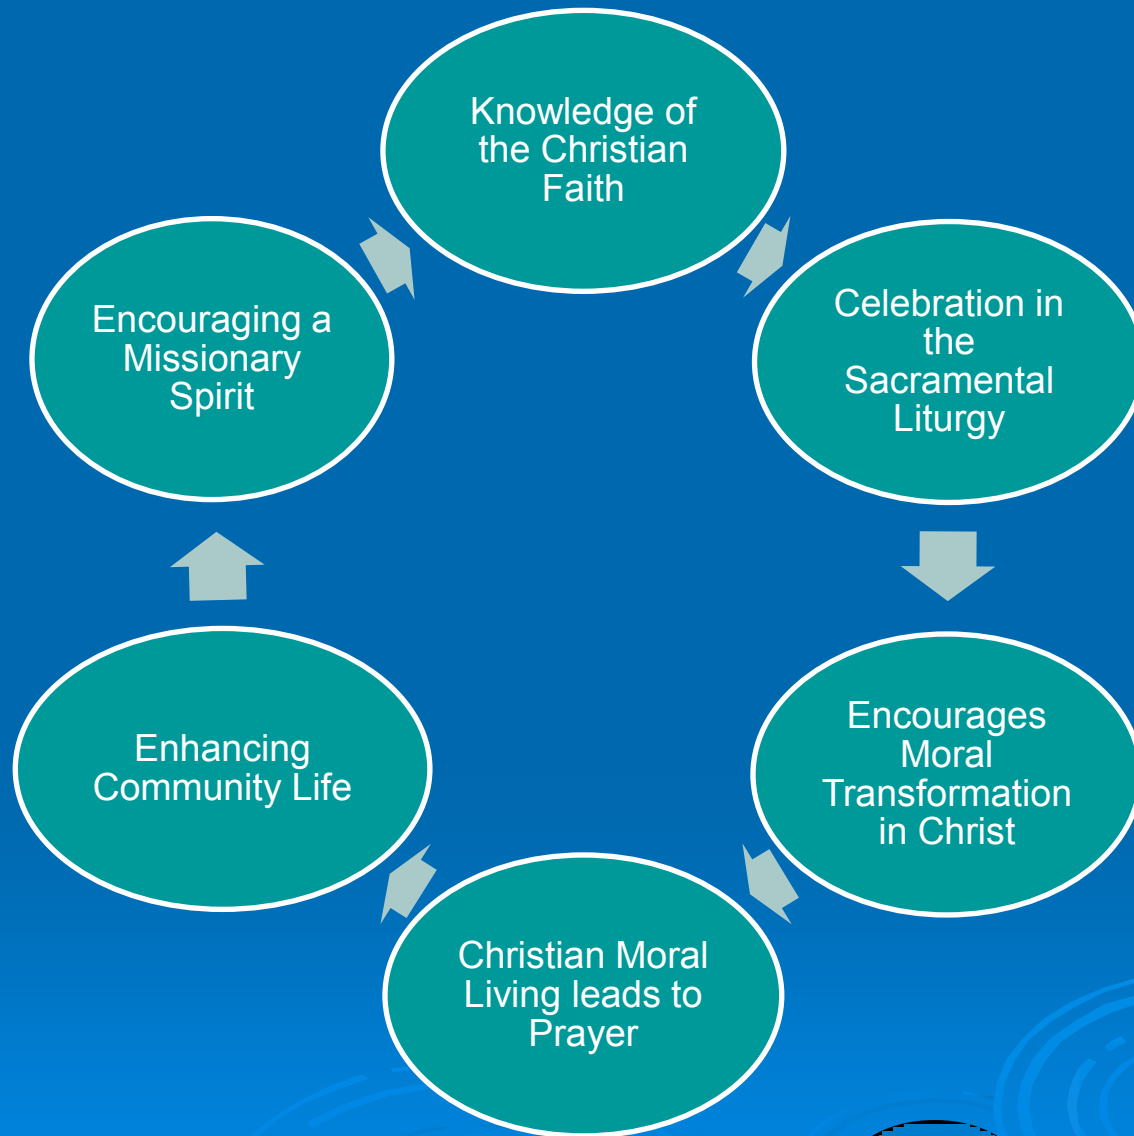 Knowledge of
the Christian
Faith
Celebration in
the
Sacramental
Liturgy
Encourages
Moral
Transformation
in Christ
Christian Moral
Living leads to
Prayer
Enhancing
Community Life
Encouraging a
Missionary
Spirit